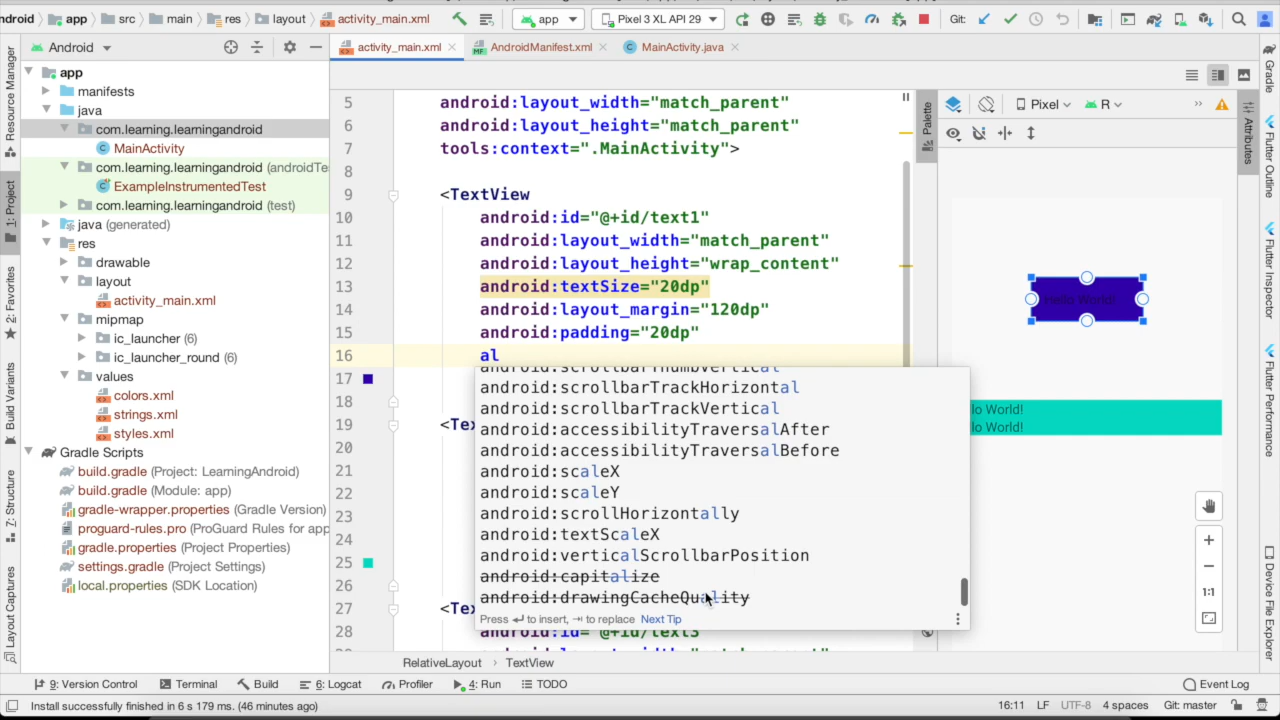 ndroid app src main res layout activity_main.xml app Pixel 3 XL API 29 Git:
Android
activity_main.xml AndroidManifest.xml MainActivity.java
app
manifests
java
com.learning.learningandroid
MainActivity
com.learning.learningandroid (androidTe
ExampleInstrumentedTest
com.learning.learningandroid (test)
java (generated)
res
drawable
layout
activity_main.xml
mipmap
ic_launcher (6)
ic_launcher_round (6)
values
colors.xml
strings.xml
styles.xml
Gradle Scripts
build.gradle (Project: LearningAndroid)
build.gradle (Module: app)
gradle-wrapper.properties (Gradle Version)
proguard-rules.pro (ProGuard Rules for app
gradle.properties (Project Properties)
settings.gradle (Project Settings)
local.properties (SDK Location)
Resource Manager
1: Project
2: Favorites
Build Variants
7: Structure
Layout Captures
5 android:layout_width="match_parent"
6 android:layout_height="match_parent"
7 tools:context=".MainActivity">
8
9 <TextView
10 android:id="@+id/text1"
11 android:layout_width="match_parent"
12 android:layout_height="wrap_content"
13 android:textSize="20dp"
14 android:layout_margin="120dp"
15 android:padding="20dp"
16 al
17
18
19 <Te
20
21
22
23
24
25
26
27 <Te
28 android:id="@+id/text3"
android:scrollbarThumbVertical
android:scrollbarTrackHorizontal
android:scrollbarTrackVertical
android:accessibilityTraversalAfter
android:accessibilityTraversalBefore
android:scaleX
android:scaleY
android:scrollHorizontally
android:textScaleX
android:verticalScrollbarPosition
android:capitalize
android:drawingCacheQuality
Press ↵ to insert, ⇥ to replace Next Tip
Palette
Pixel R
Hello World!
lo World!
lo World!
1:1
Attributes
Gradle
Flutter Outline
Flutter Inspector
Flutter Performance
Device File Explorer
RelativeLayout › TextView
9: Version Control Terminal Build 6: Logcat Profiler 4: Run TODO Event Log
Install successfully finished in 6 s 179 ms. (46 minutes ago) 16:11 LF UTF-8 4 spaces Git: master